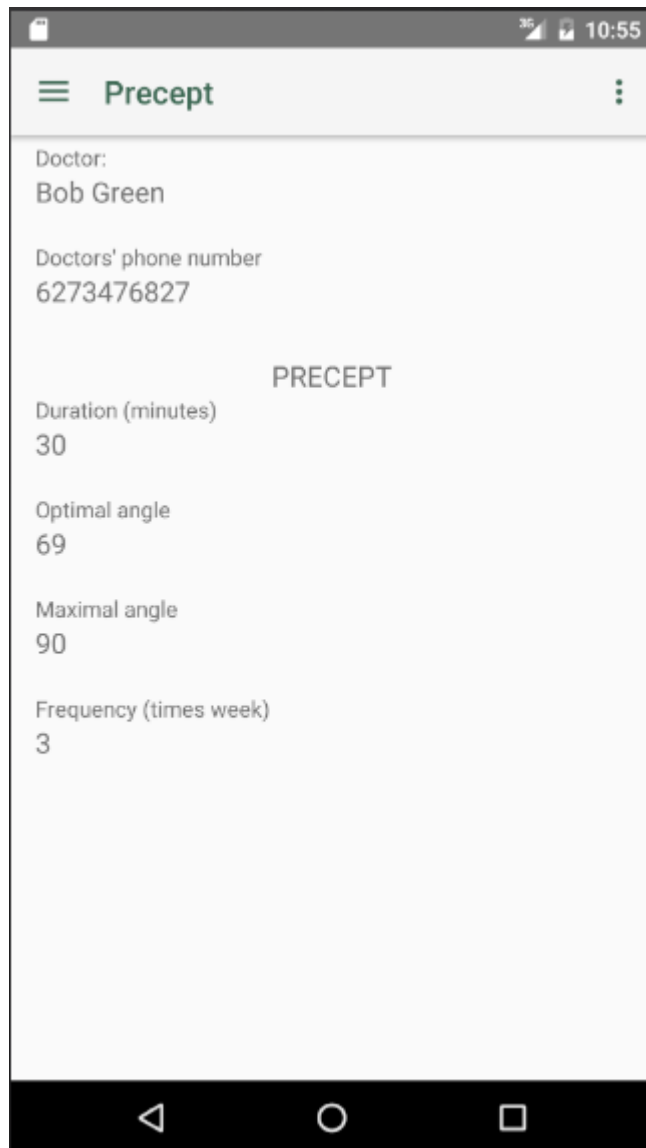 3G 10:55
Precept
Doctor:
Bob Green
Doctors' phone number
6273476827
PRECEPT
Duration (minutes)
30
Optimal angle
69
Maximal angle
90
Frequency (times week)
3